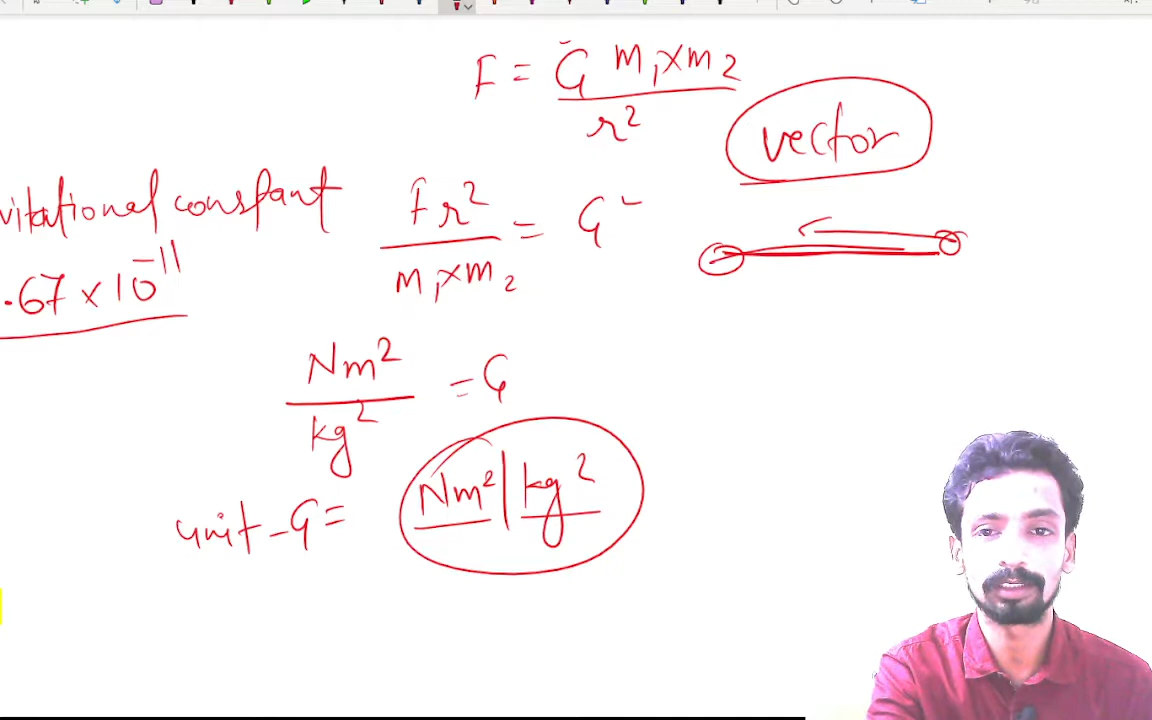 F = G m₁ × m₂ / r²
vector
vitational constant
.67 × 10⁻¹¹
Fr² / m₁ × m₂ = G
Nm² / kg² = G
unit - G = Nm² | kg²